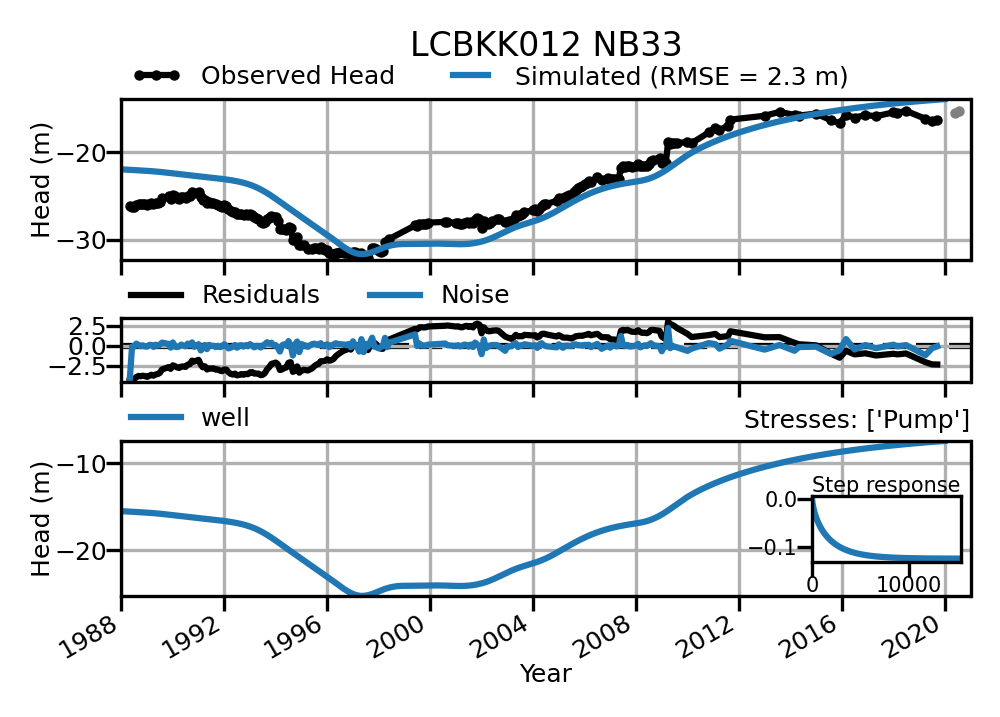 LCBKK012 NB33
Observed Head
Simulated (RMSE = 2.3 m)
Head (m)
−20
−30
Residuals
Noise
2.5
0.0
−2.5
well
Stresses: ['Pump']
Head (m)
−10
−20
Step response
0.0
−0.1
0
10000
1988
1992
1996
2000
2004
2008
2012
2016
2020
Year